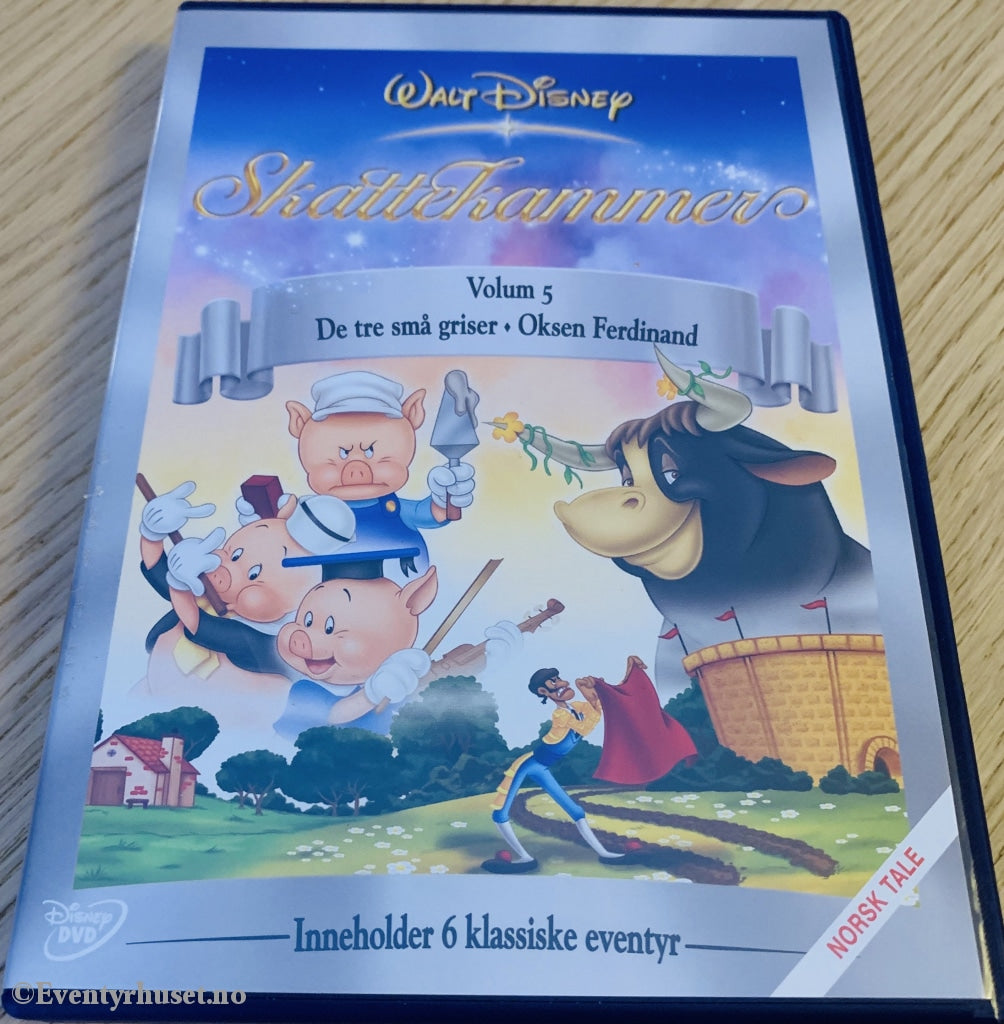 WALT DISNEY
Skattekammer
Volum 5
De tre små griser • Oksen Ferdinand
DISNEY
DVD
Inneholder 6 klassiske eventyr
NORSK TALE
©Eventyrhuset.no